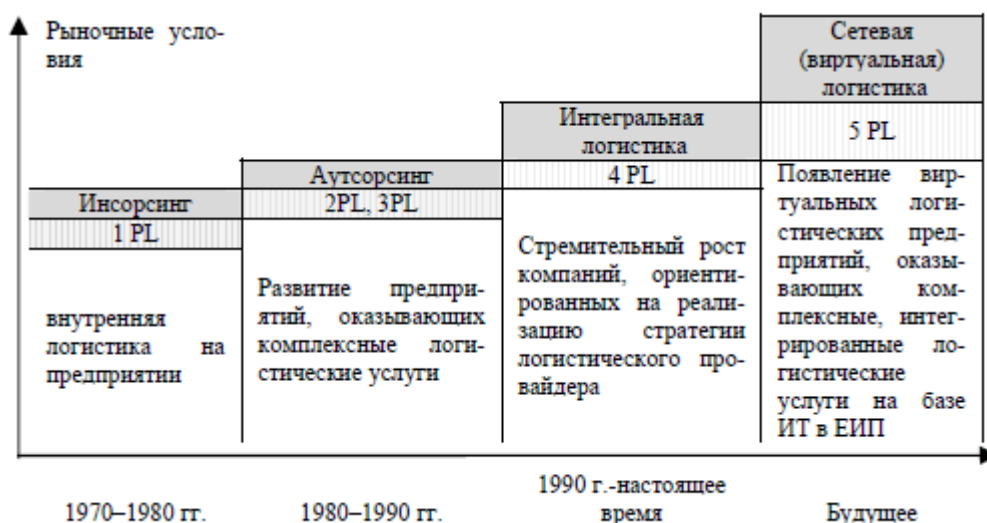 Рыночные усло-
вия
Сетевая
(виртуальная)
логистика
5 PL
Появление вир-
туальных логи-
стических пред-
приятий, оказы-
вающих ком-
плексные, интег-
рированные ло-
гистические
услуги на базе
ИТ в ЕИП
Интегральная
логистика
4 PL
Стремительный рост
компаний, ориенти-
рованных на реали-
зацию стратегии
логистического про-
вайдера
Аутсорсинг
2PL, 3PL
Развитие предпри-
ятий, оказывающих
комплексные логи-
стические услуги
Инсорсинг
1 PL
внутренняя
логистика на
предприятии
1970–1980 гг.
1980–1990 гг.
1990 г.-настоящее
время
Будущее